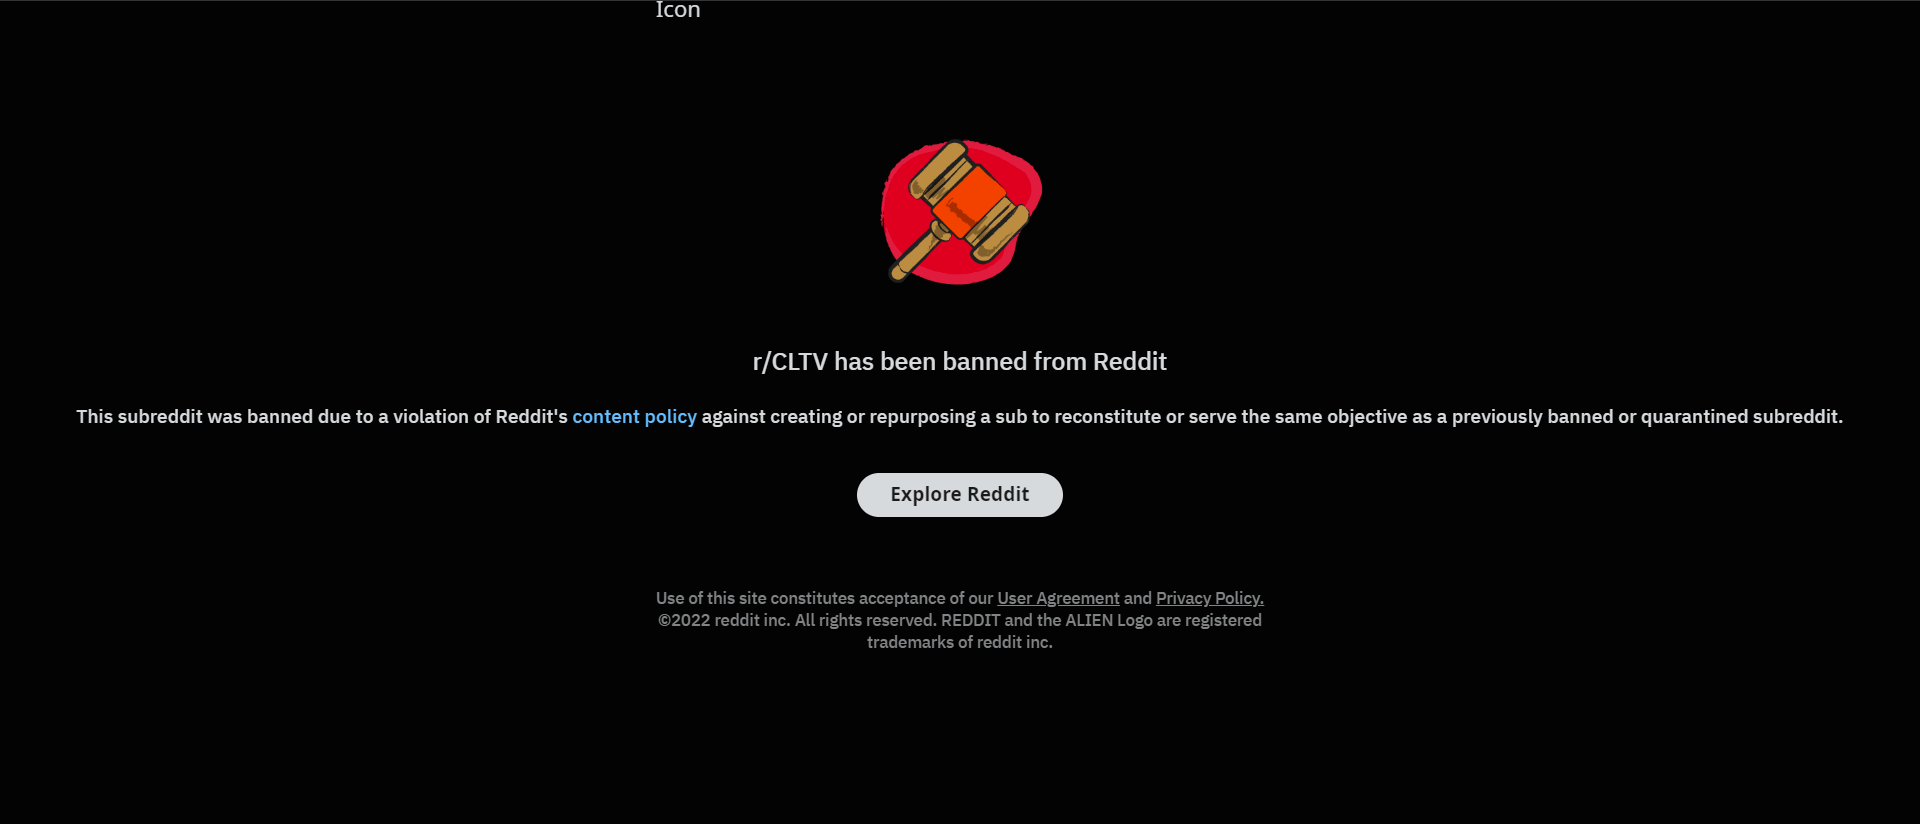 Icon
r/CLTV has been banned from Reddit
This subreddit was banned due to a violation of Reddit's content policy against creating or repurposing a sub to reconstitute or serve the same objective as a previously banned or quarantined subreddit.
Explore Reddit
Use of this site constitutes acceptance of our User Agreement and Privacy Policy.
©2022 reddit inc. All rights reserved. REDDIT and the ALIEN Logo are registered
trademarks of reddit inc.